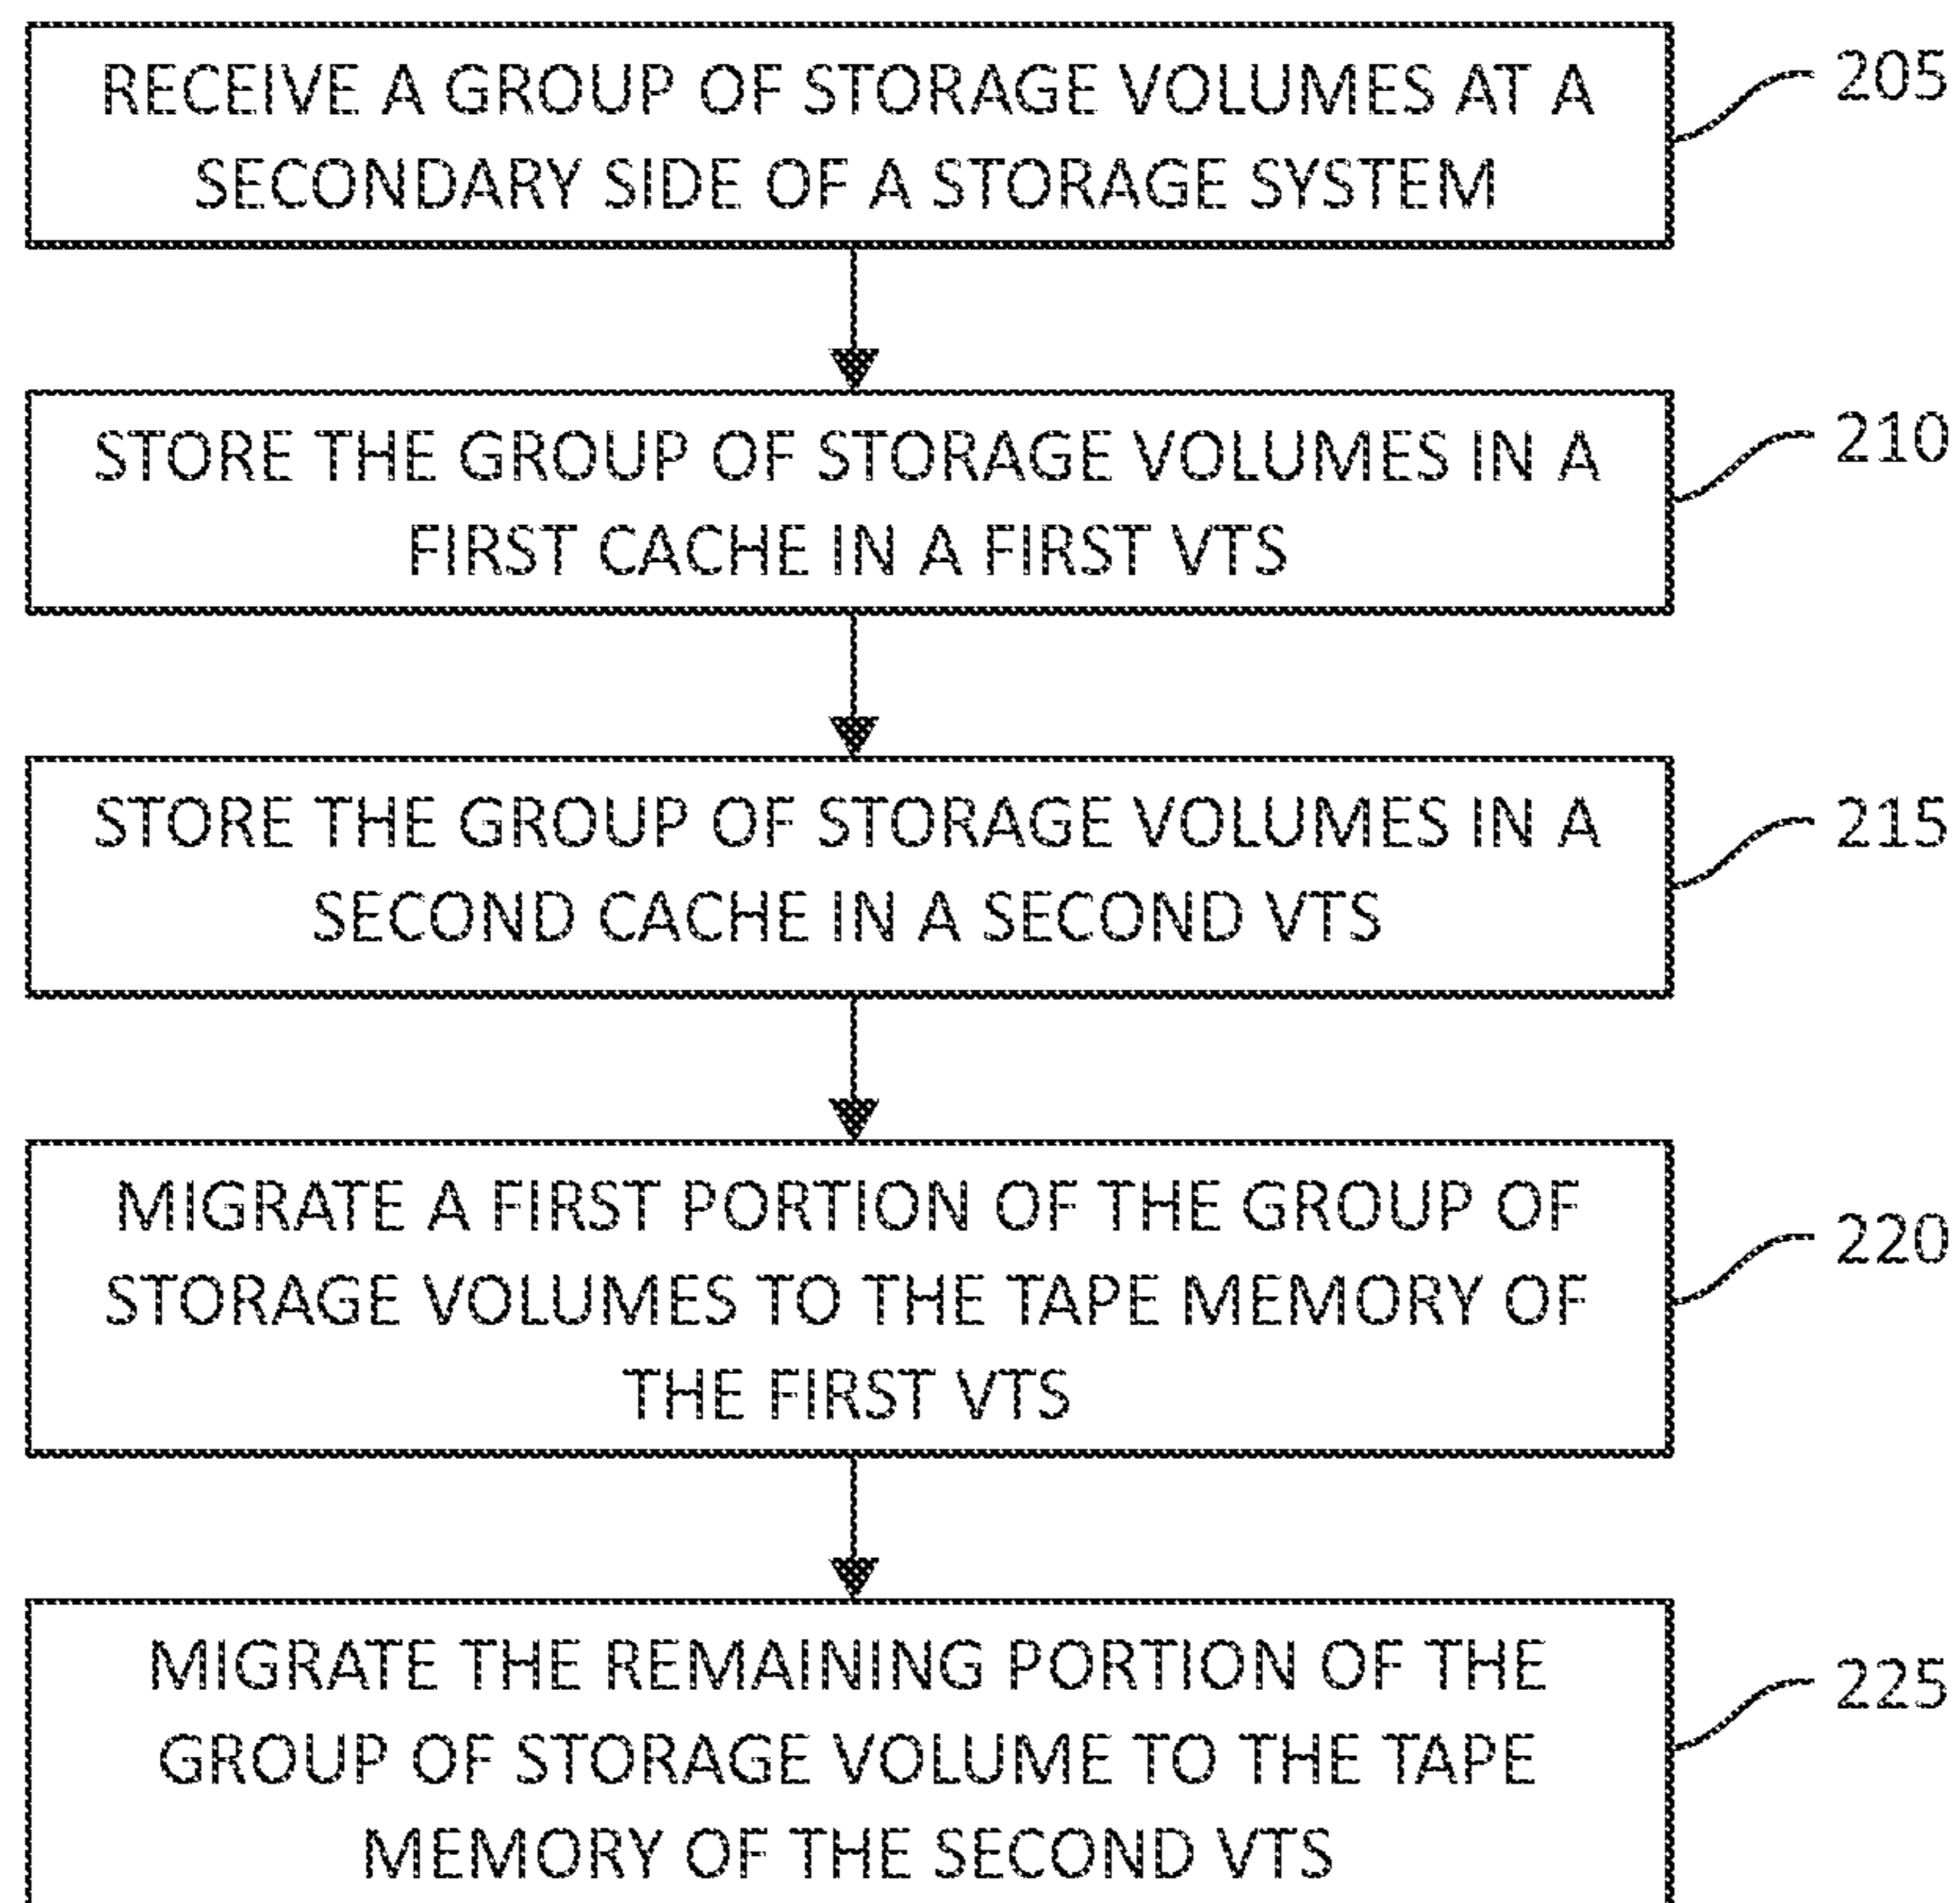 RECEIVE A GROUP OF STORAGE VOLUMES AT A
SECONDARY SIDE OF A STORAGE SYSTEM
205
STORE THE GROUP OF STORAGE VOLUMES IN A
FIRST CACHE IN A FIRST VTS
210
STORE THE GROUP OF STORAGE VOLUMES IN A
SECOND CACHE IN A SECOND VTS
215
MIGRATE A FIRST PORTION OF THE GROUP OF
STORAGE VOLUMES TO THE TAPE MEMORY OF
THE FIRST VTS
220
MIGRATE THE REMAINING PORTION OF THE
GROUP OF STORAGE VOLUME TO THE TAPE
MEMORY OF THE SECOND VTS
225